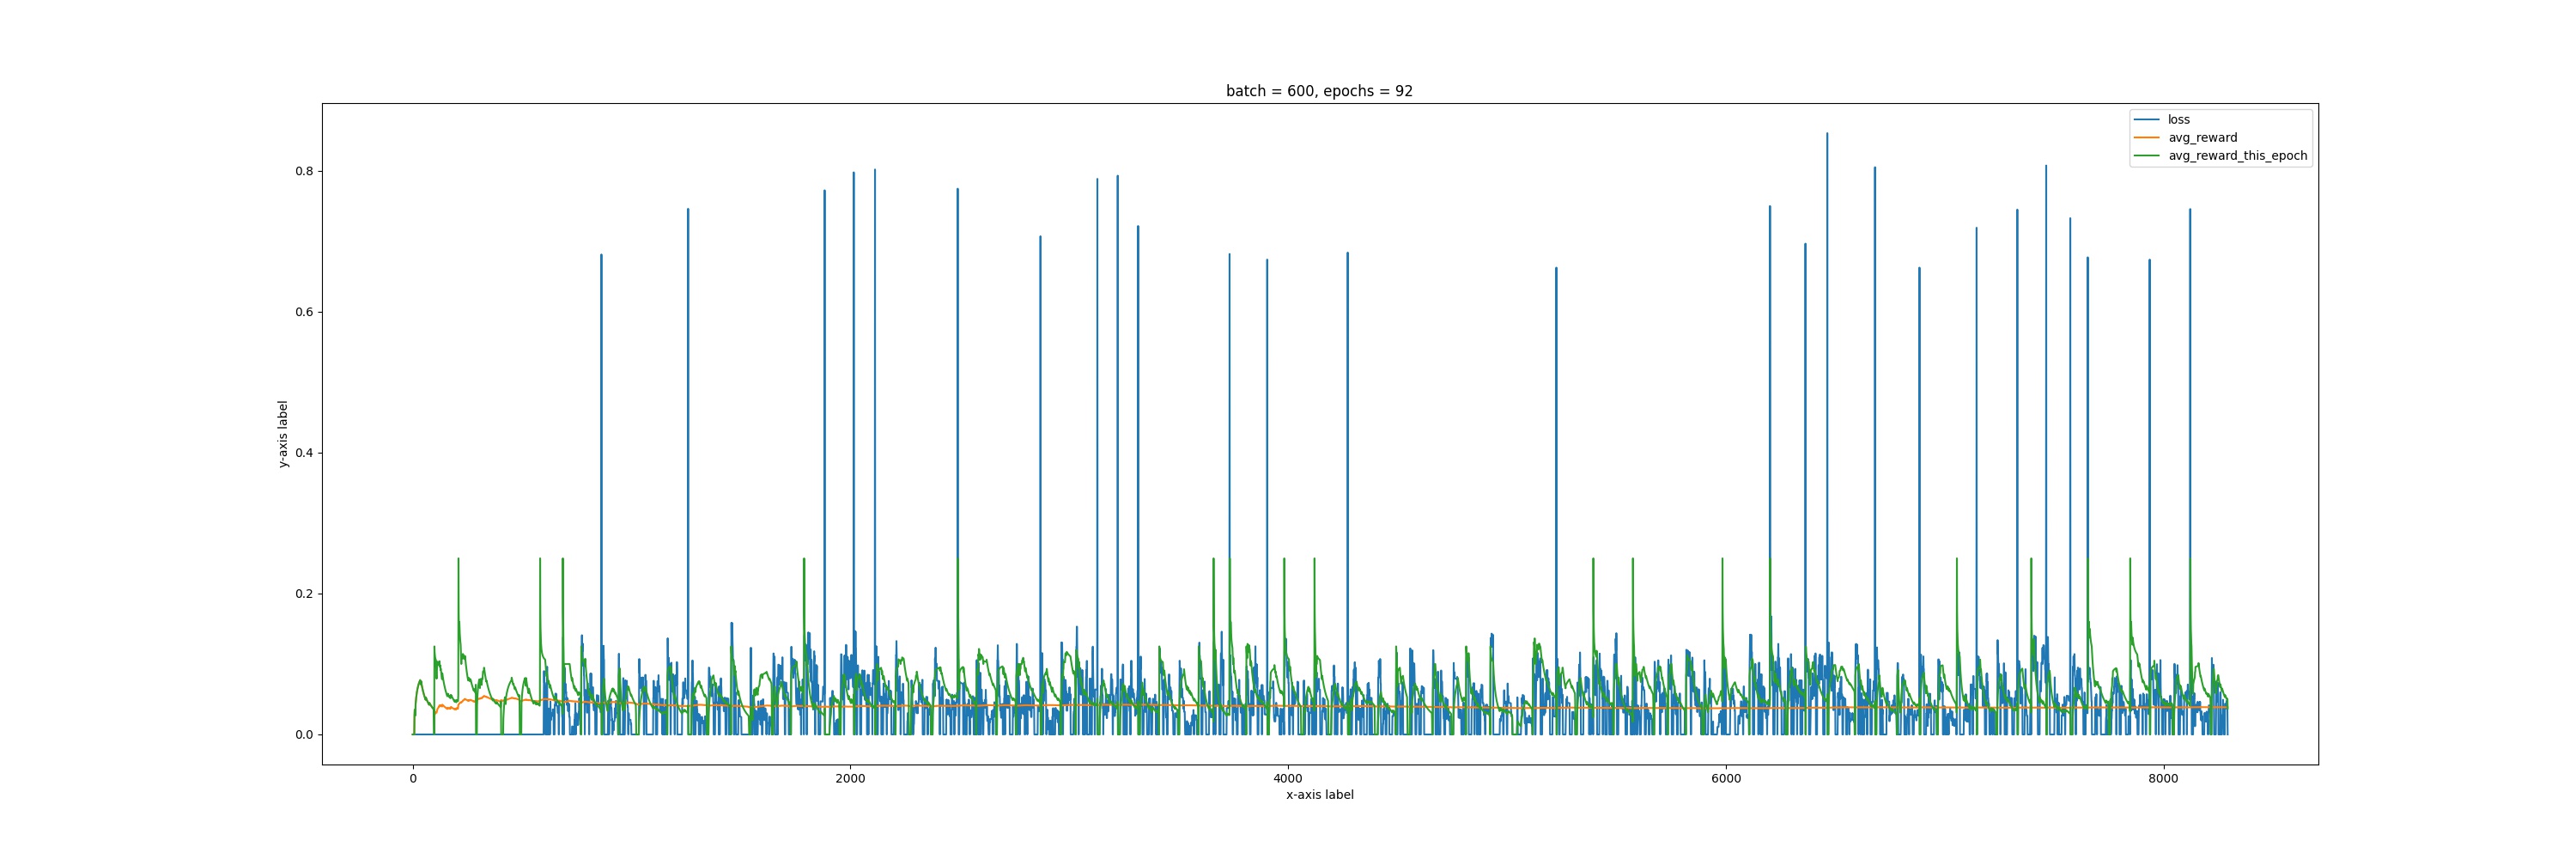 batch = 600, epochs = 92
loss
avg_reward
avg_reward_this_epoch
0.8
0.6
0.4
0.2
0.0
y-axis label
0
2000
4000
6000
8000
x-axis label